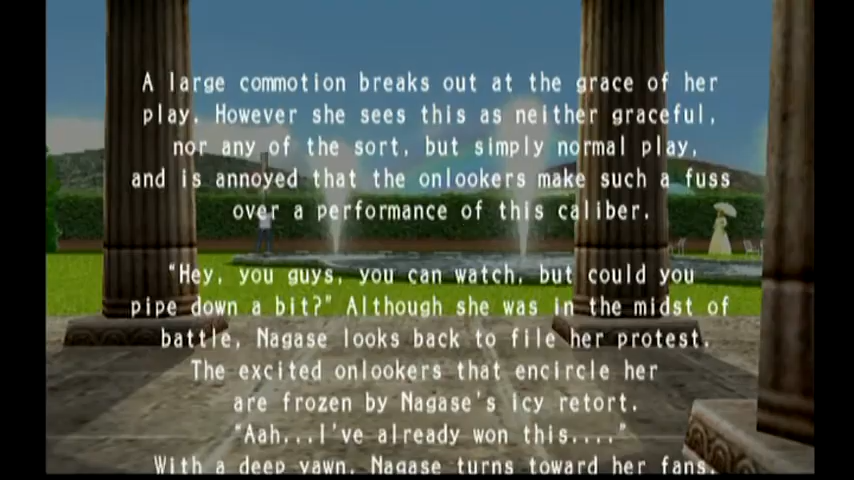 A large commotion breaks out at the grace of her
play. However she sees this as neither graceful,
nor any of the sort, but simply normal play,
and is annoyed that the onlookers make such a fuss
over a performance of this caliber.
"Hey, you guys, you can watch, but could you
pipe down a bit?" Although she was in the midst of
battle, Nagase looks back to file her protest.
The excited onlookers that encircle her
are frozen by Nagase's icy retort.
"Aah...I've already won this...."
With a deep yawn, Nagase turns toward her fans.